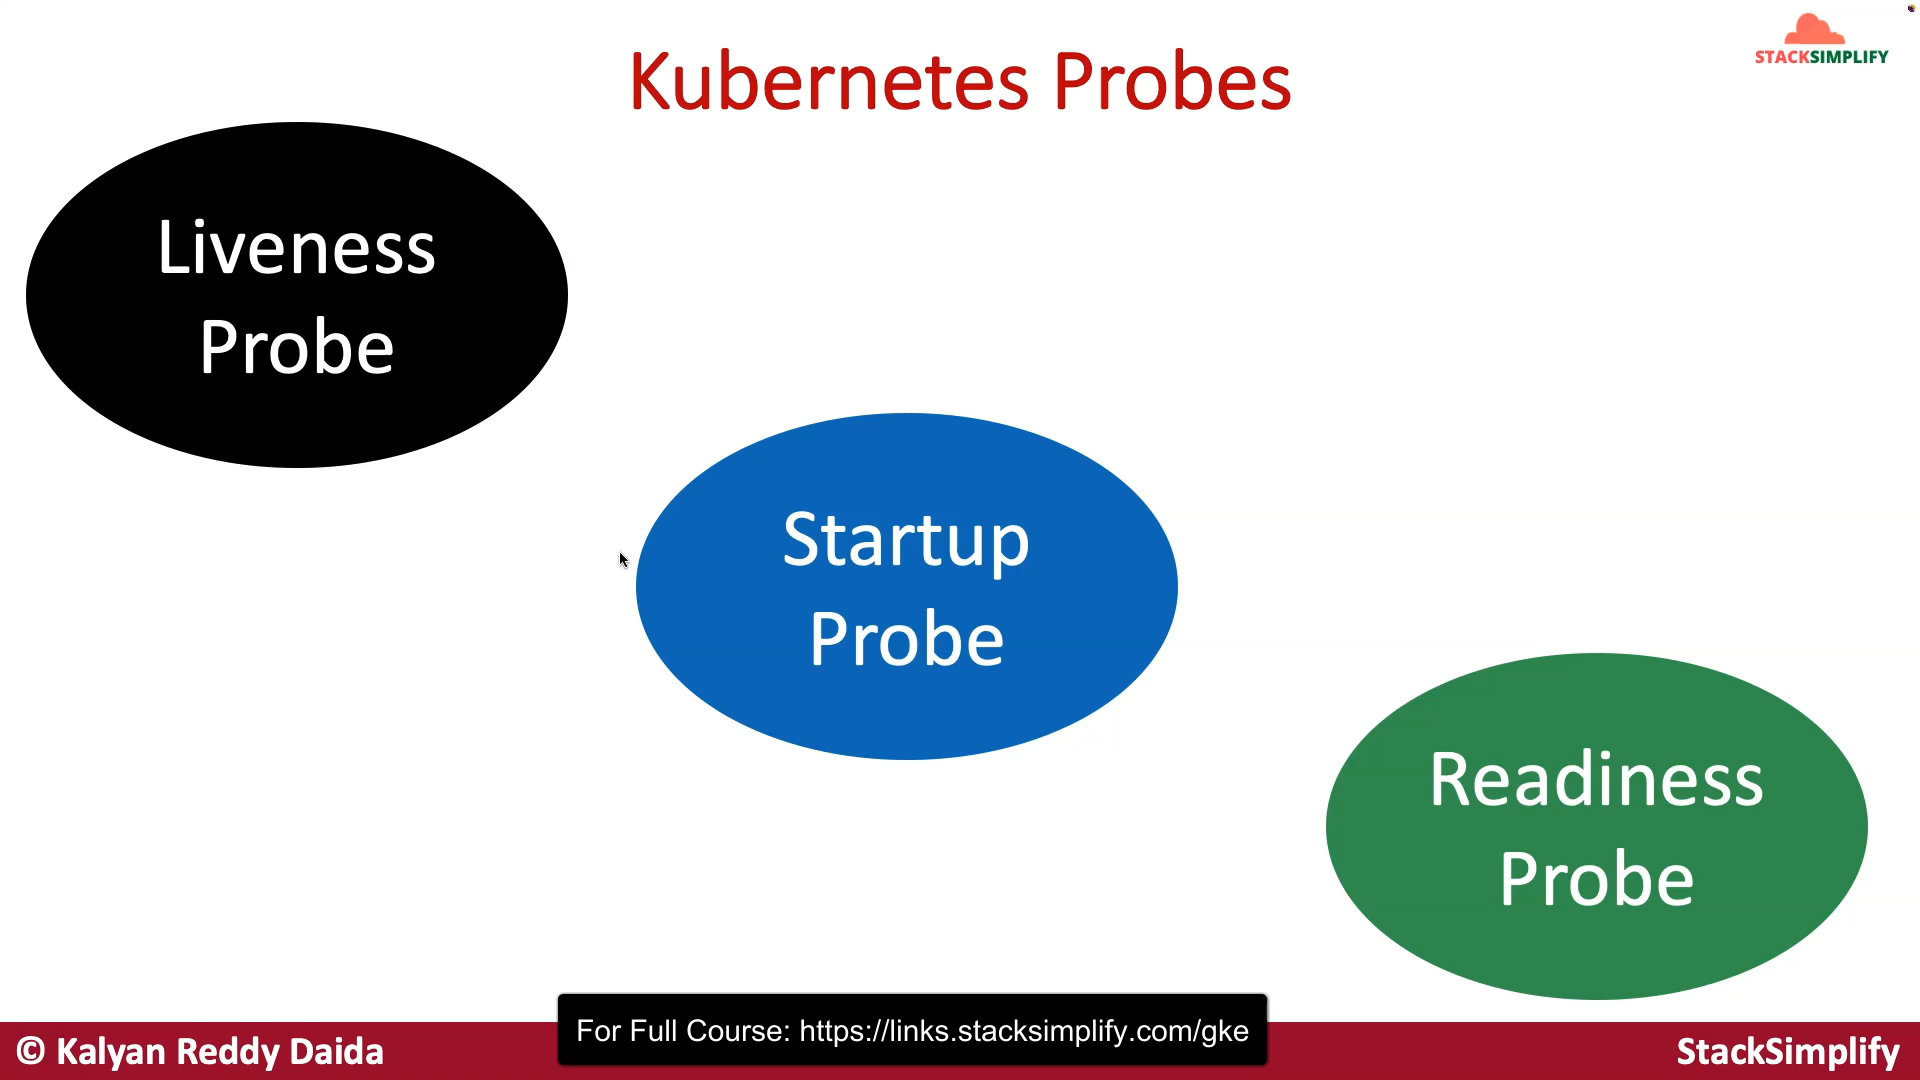 Kubernetes Probes
STACKSIMPLIFY
Liveness
Probe
Startup
Probe
Readiness
Probe
For Full Course: https://links.stacksimplify.com/gke
© Kalyan Reddy Daida
StackSimplify